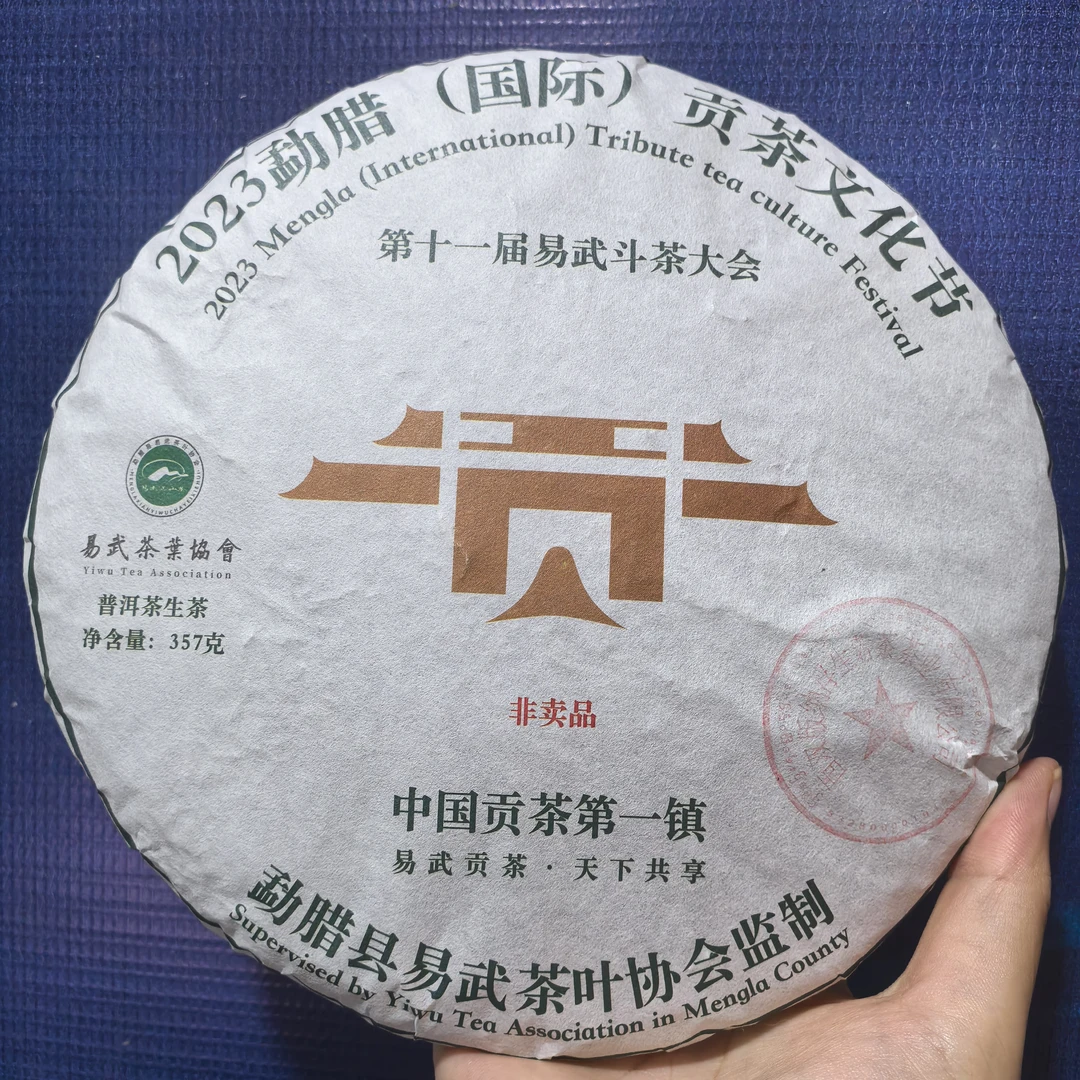 2023勐腊（国际）贡茶文化节
2023 Mengla (International) Tribute tea culture Festival
第十一届易武斗茶大会
易武茶葉協會
Yiwu Tea Association
普洱茶生茶
净含量：357克
非卖品
中国贡茶第一镇
易武贡茶·天下共享
勐腊县易武茶叶协会监制
Supervised by Yiwu Tea Association in Mengla County